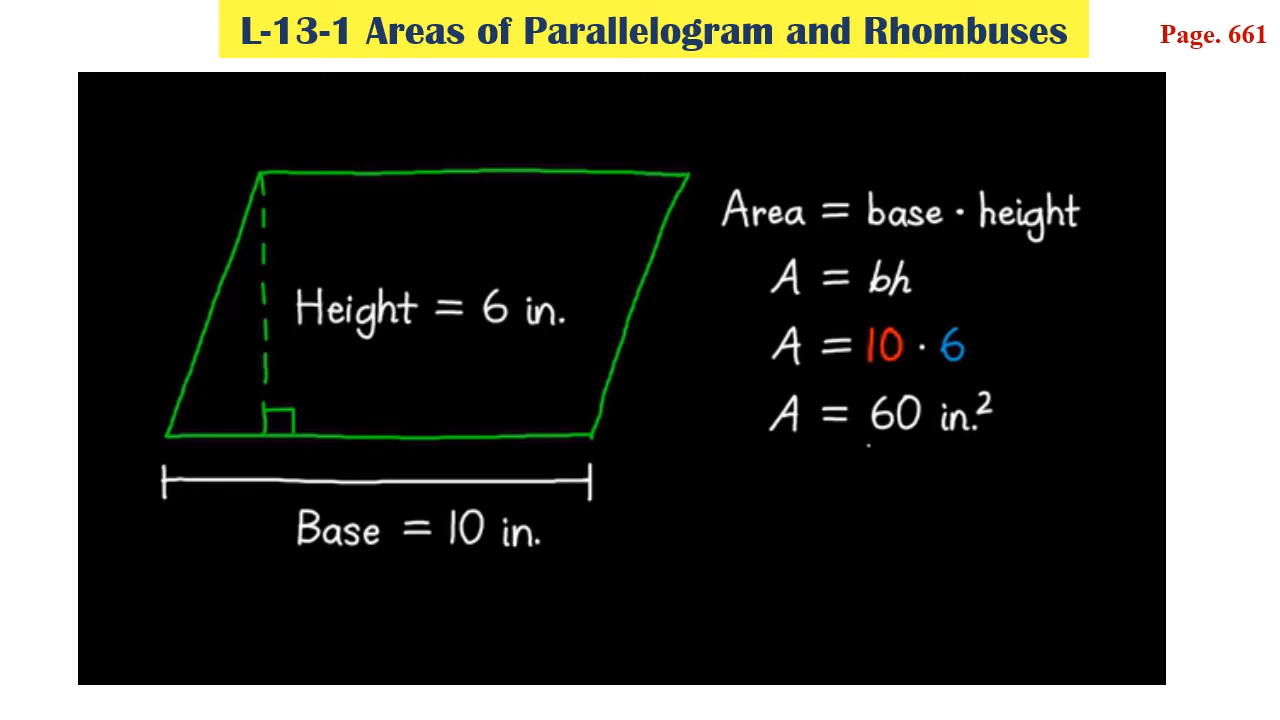 L-13-1 Areas of Parallelogram and Rhombuses
Page. 661
Area = base · height
A = bh
Height = 6 in.
A = 10 · 6
A = 60 in.²
Base = 10 in.